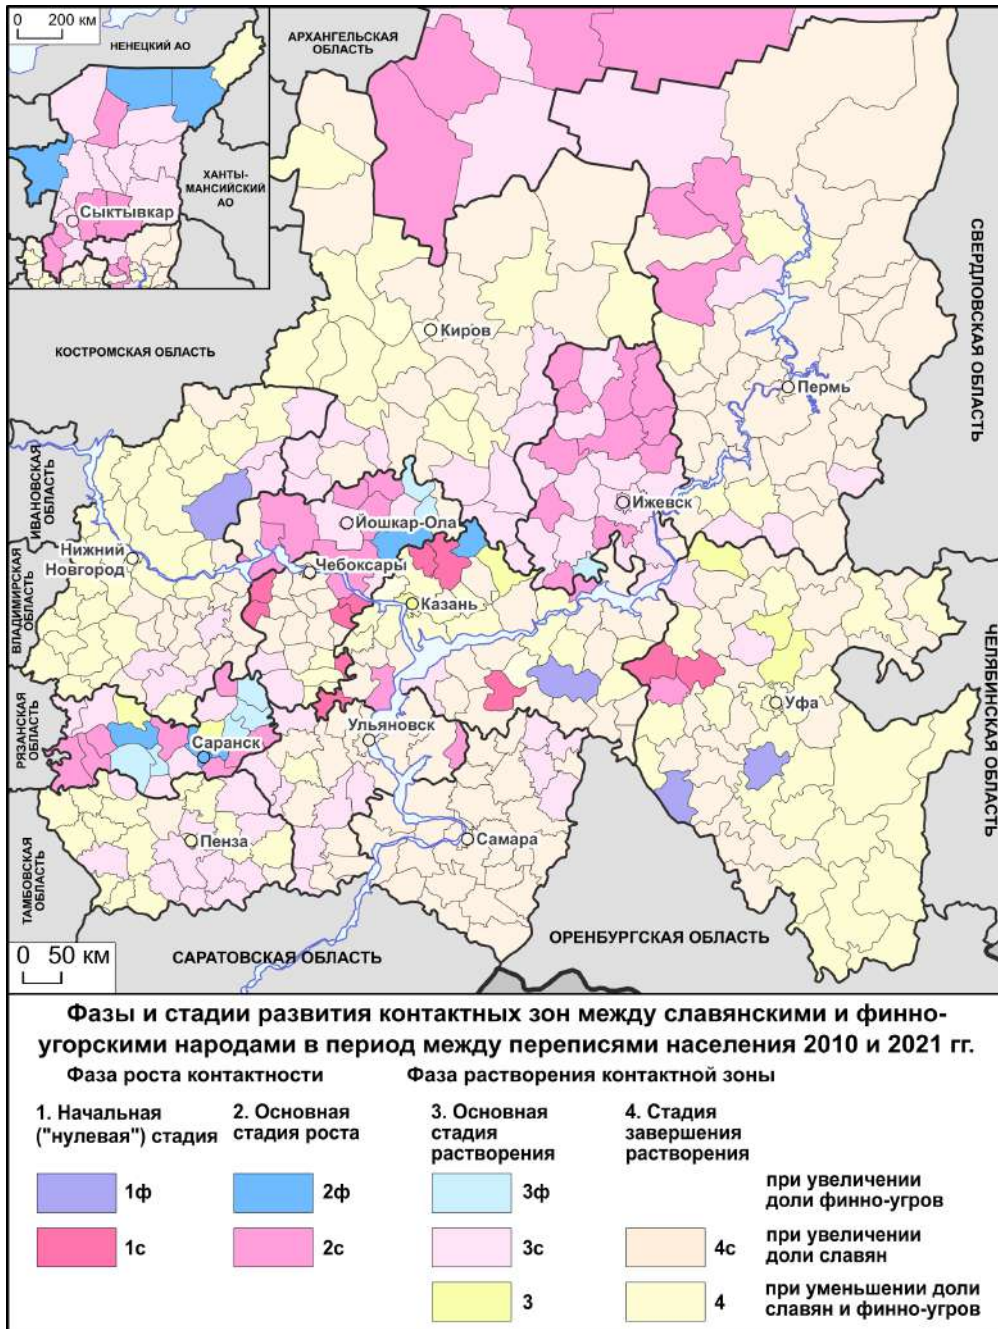 0 200 км
НЕНЕЦКИЙ АО
АРХАНГЕЛЬСКАЯ
ОБЛАСТЬ
ХАНТЫ-
МАНСИЙСКИЙ
АО
Сыктывкар
СВЕРДЛОВСКАЯ ОБЛАСТЬ
Киров
КОСТРОМСКАЯ ОБЛАСТЬ
Пермь
ИВАНОВСКАЯ
ОБЛАСТЬ
Ижевск
Йошкар-Ола
Нижний
Новгород
Чебоксары
ВЛАДИМИРСКАЯ
ОБЛАСТЬ
Казань
ЧЕЛЯБИНСКАЯ ОБЛАСТЬ
РЯЗАНСКАЯ
ОБЛАСТЬ
Уфа
Ульяновск
Саранск
Пенза
Самара
ТАМБОВСКАЯ
ОБЛАСТЬ
0 50 км
САРАТОВСКАЯ ОБЛАСТЬ
ОРЕНБУРГСКАЯ ОБЛАСТЬ
Фазы и стадии развития контактных зон между славянскими и финно-
угорскими народами в период между переписями населения 2010 и 2021 гг.
Фаза роста контактности
Фаза растворения контактной зоны
1. Начальная
("нулевая") стадия
2. Основная
стадия роста
3. Основная
стадия
растворения
4. Стадия
завершения
растворения
1ф
2ф
3ф
при увеличении
доли финно-угров
1с
2с
3с
4с
при увеличении
доли славян
3
4
при уменьшении доли
славян и финно-угров